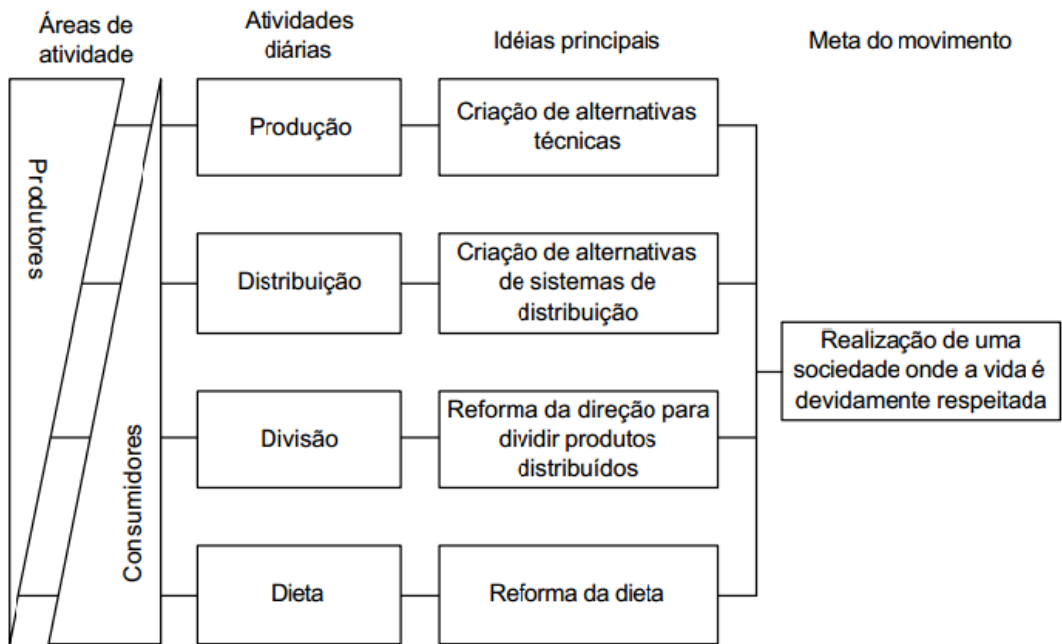 Áreas de
atividade
Atividades
diárias
Idéias principais
Meta do movimento
Produtores
Consumidores
Produção
Criação de alternativas
técnicas
Distribuição
Criação de alternativas
de sistemas de
distribuição
Realização de uma
sociedade onde a vida é
devidamente respeitada
Divisão
Reforma da direção para
dividir produtos
distribuídos
Dieta
Reforma da dieta